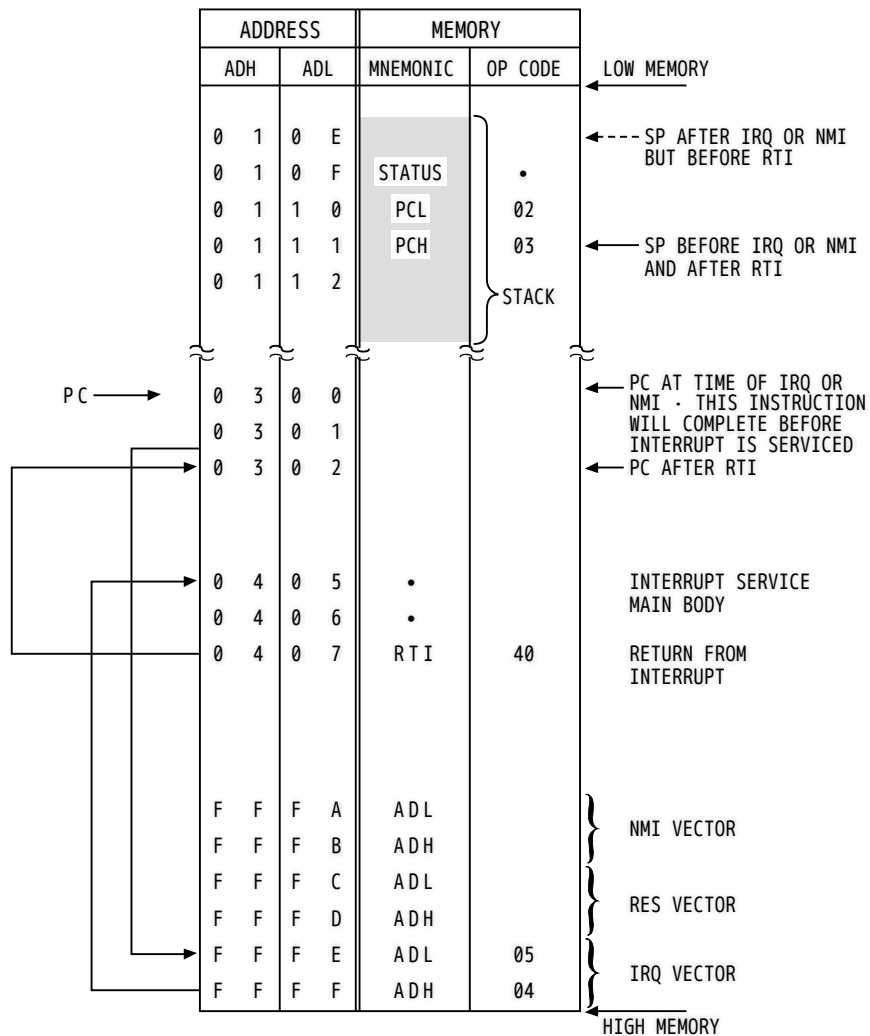 ADDRESS MEMORY
ADH ADL MNEMONIC OP CODE LOW MEMORY
0 1 0 E SP AFTER IRQ OR NMI
BUT BEFORE RTI
0 1 0 F STATUS •
0 1 1 0 PCL 02
0 1 1 1 PCH 03 SP BEFORE IRQ OR NMI
AND AFTER RTI
0 1 1 2
STACK
PC 0 3 0 0 PC AT TIME OF IRQ OR
NMI · THIS INSTRUCTION
0 3 0 1 WILL COMPLETE BEFORE
INTERRUPT IS SERVICED
0 3 0 2 PC AFTER RTI
0 4 0 5 • INTERRUPT SERVICE
MAIN BODY
0 4 0 6 •
0 4 0 7 RTI 40 RETURN FROM
INTERRUPT
F F F A ADL
NMI VECTOR
F F F B ADH
F F F C ADL
RES VECTOR
F F F D ADH
F F F E ADL 05
IRQ VECTOR
F F F F ADH 04
HIGH MEMORY